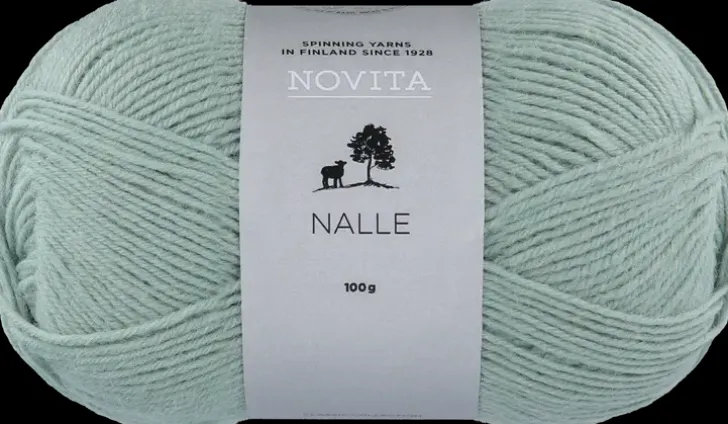 SPINNING YARNS
IN FINLAND SINCE 1928
NOVITA
NALLE
100g